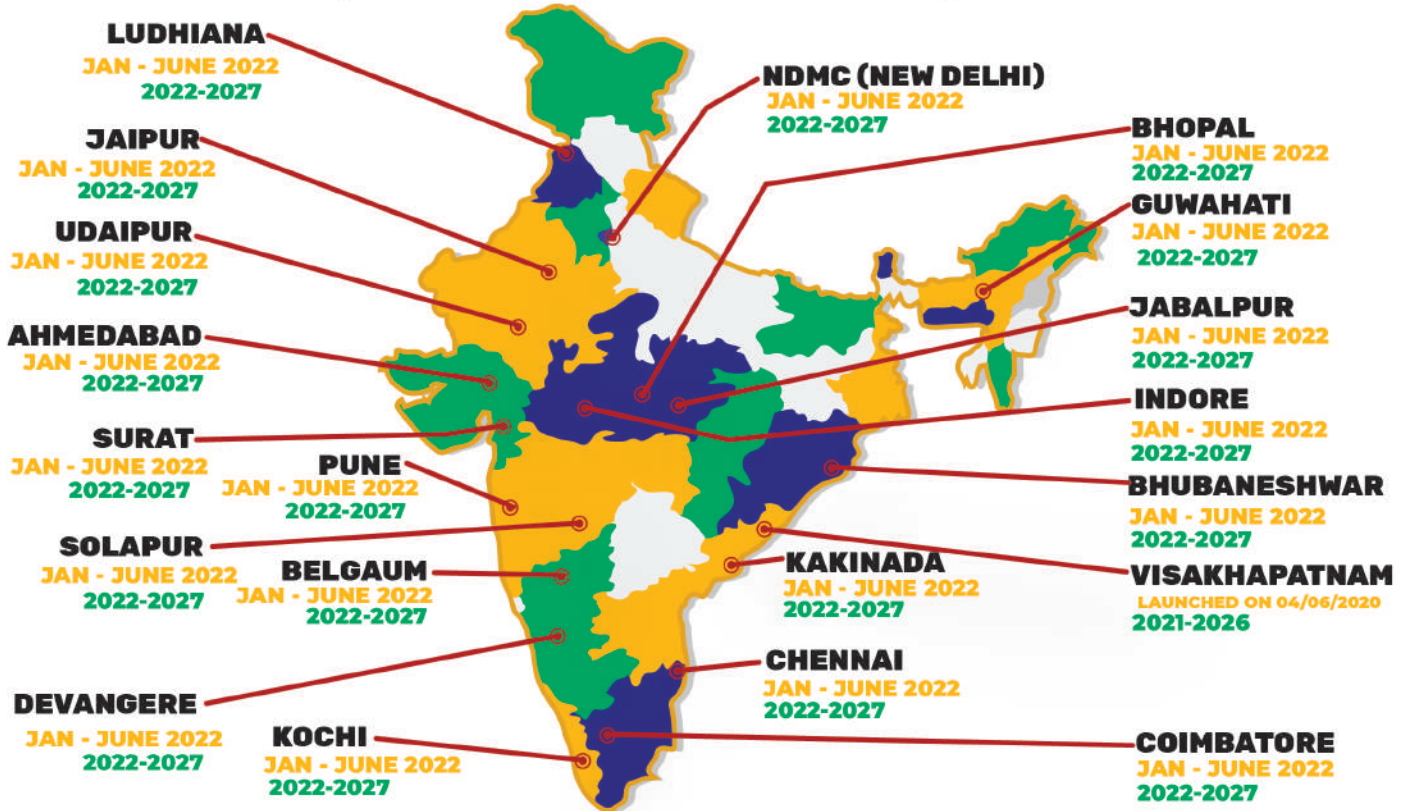 LUDHIANA
JAN - JUNE 2022
2022-2027
JAIPUR
JAN - JUNE 2022
2022-2027
UDAIPUR
JAN - JUNE 2022
2022-2027
AHMEDABAD
JAN - JUNE 2022
2022-2027
SURAT
JAN - JUNE 2022
2022-2027
PUNE
JAN - JUNE 2022
2022-2027
SOLAPUR
JAN - JUNE 2022
2022-2027
BELGAUM
JAN - JUNE 2022
2022-2027
DEVANGERE
JAN - JUNE 2022
2022-2027
KOCHI
JAN - JUNE 2022
2022-2027
NDMC (NEW DELHI)
JAN - JUNE 2022
2022-2027
BHOPAL
JAN - JUNE 2022
2022-2027
GUWAHATI
JAN - JUNE 2022
2022-2027
JABALPUR
JAN - JUNE 2022
2022-2027
INDORE
JAN - JUNE 2022
2022-2027
BHUBANESHWAR
JAN - JUNE 2022
2022-2027
KAKINADA
JAN - JUNE 2022
2022-2027
VISAKHAPATNAM
LAUNCHED ON 04/06/2020
2021-2026
CHENNAI
JAN - JUNE 2022
2022-2027
COIMBATORE
JAN - JUNE 2022
2022-2027